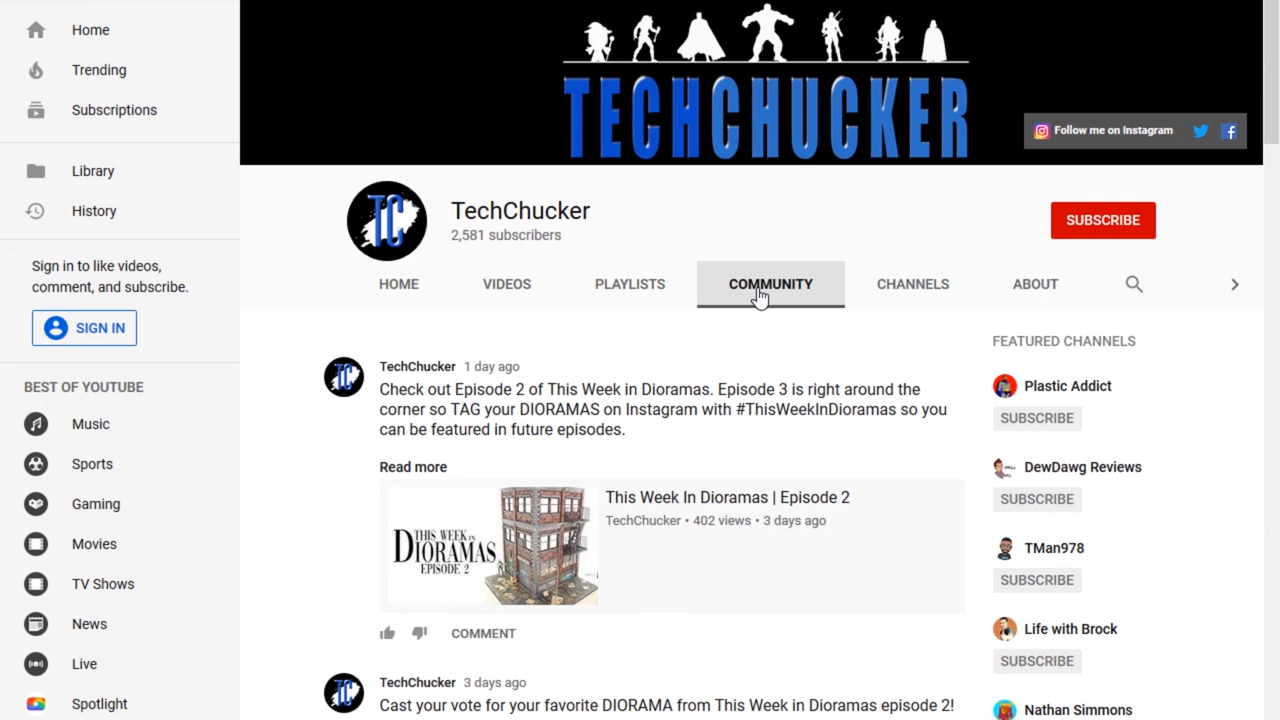 Home
Trending
Subscriptions
Library
History
Sign in to like videos,
comment, and subscribe.
SIGN IN
BEST OF YOUTUBE
Music
Sports
Gaming
Movies
TV Shows
News
Live
Spotlight
TECHCHUCKER
Follow me on Instagram
TC
TechChucker
2,581 subscribers
SUBSCRIBE
HOME VIDEOS PLAYLISTS COMMUNITY CHANNELS ABOUT
TC
TechChucker 1 day ago
Check out Episode 2 of This Week in Dioramas. Episode 3 is right around the
corner so TAG your DIORAMAS on Instagram with #ThisWeekInDioramas so you
can be featured in future episodes.
Read more
THIS WEEK IN
DIORAMAS
EPISODE 2
This Week In Dioramas | Episode 2
TechChucker • 402 views • 3 days ago
COMMENT
TC
TechChucker 3 days ago
Cast your vote for your favorite DIORAMA from This Week in Dioramas episode 2!
FEATURED CHANNELS
Plastic Addict
SUBSCRIBE
DewDawg Reviews
SUBSCRIBE
TMan978
SUBSCRIBE
Life with Brock
SUBSCRIBE
Nathan Simmons